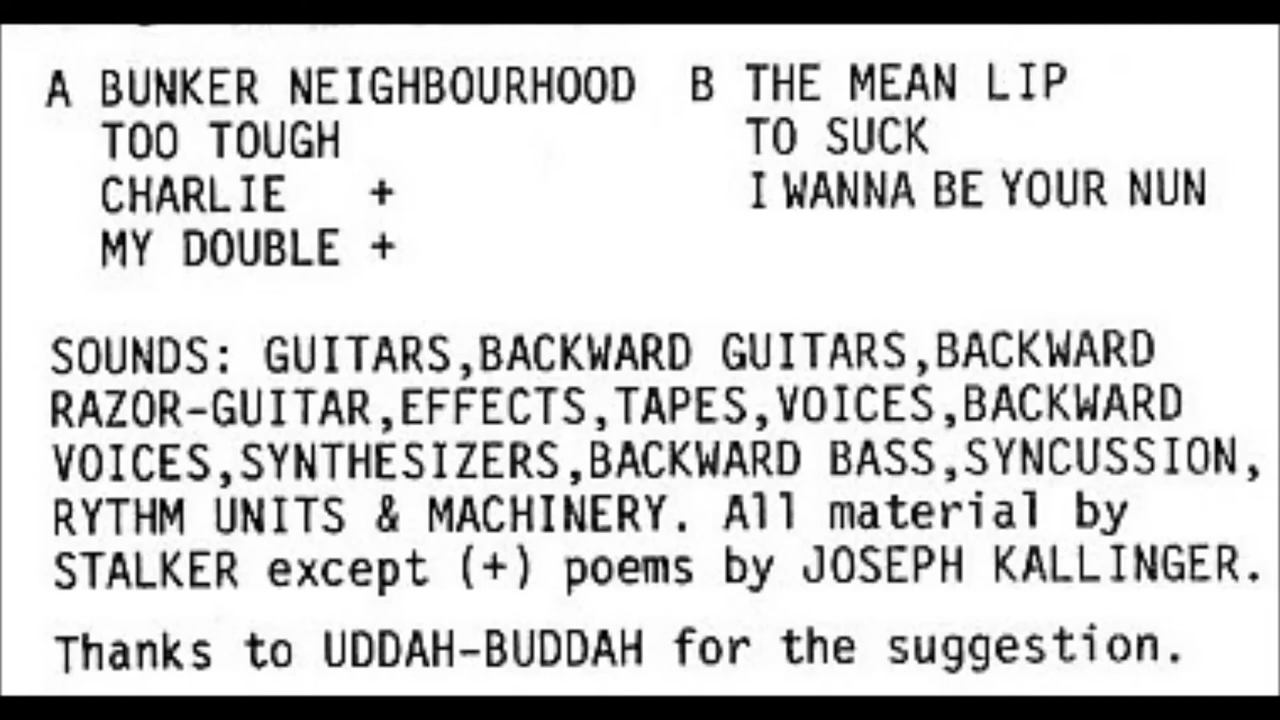 A BUNKER NEIGHBOURHOOD B THE MEAN LIP
TOO TOUGH TO SUCK
CHARLIE + I WANNA BE YOUR NUN
MY DOUBLE +
SOUNDS: GUITARS,BACKWARD GUITARS,BACKWARD
RAZOR-GUITAR,EFFECTS,TAPES,VOICES,BACKWARD
VOICES,SYNTHESIZERS,BACKWARD BASS,SYNCUSSION,
RYTHM UNITS & MACHINERY. All material by
STALKER except (+) poems by JOSEPH KALLINGER.
Thanks to UDDAH-BUDDAH for the suggestion.